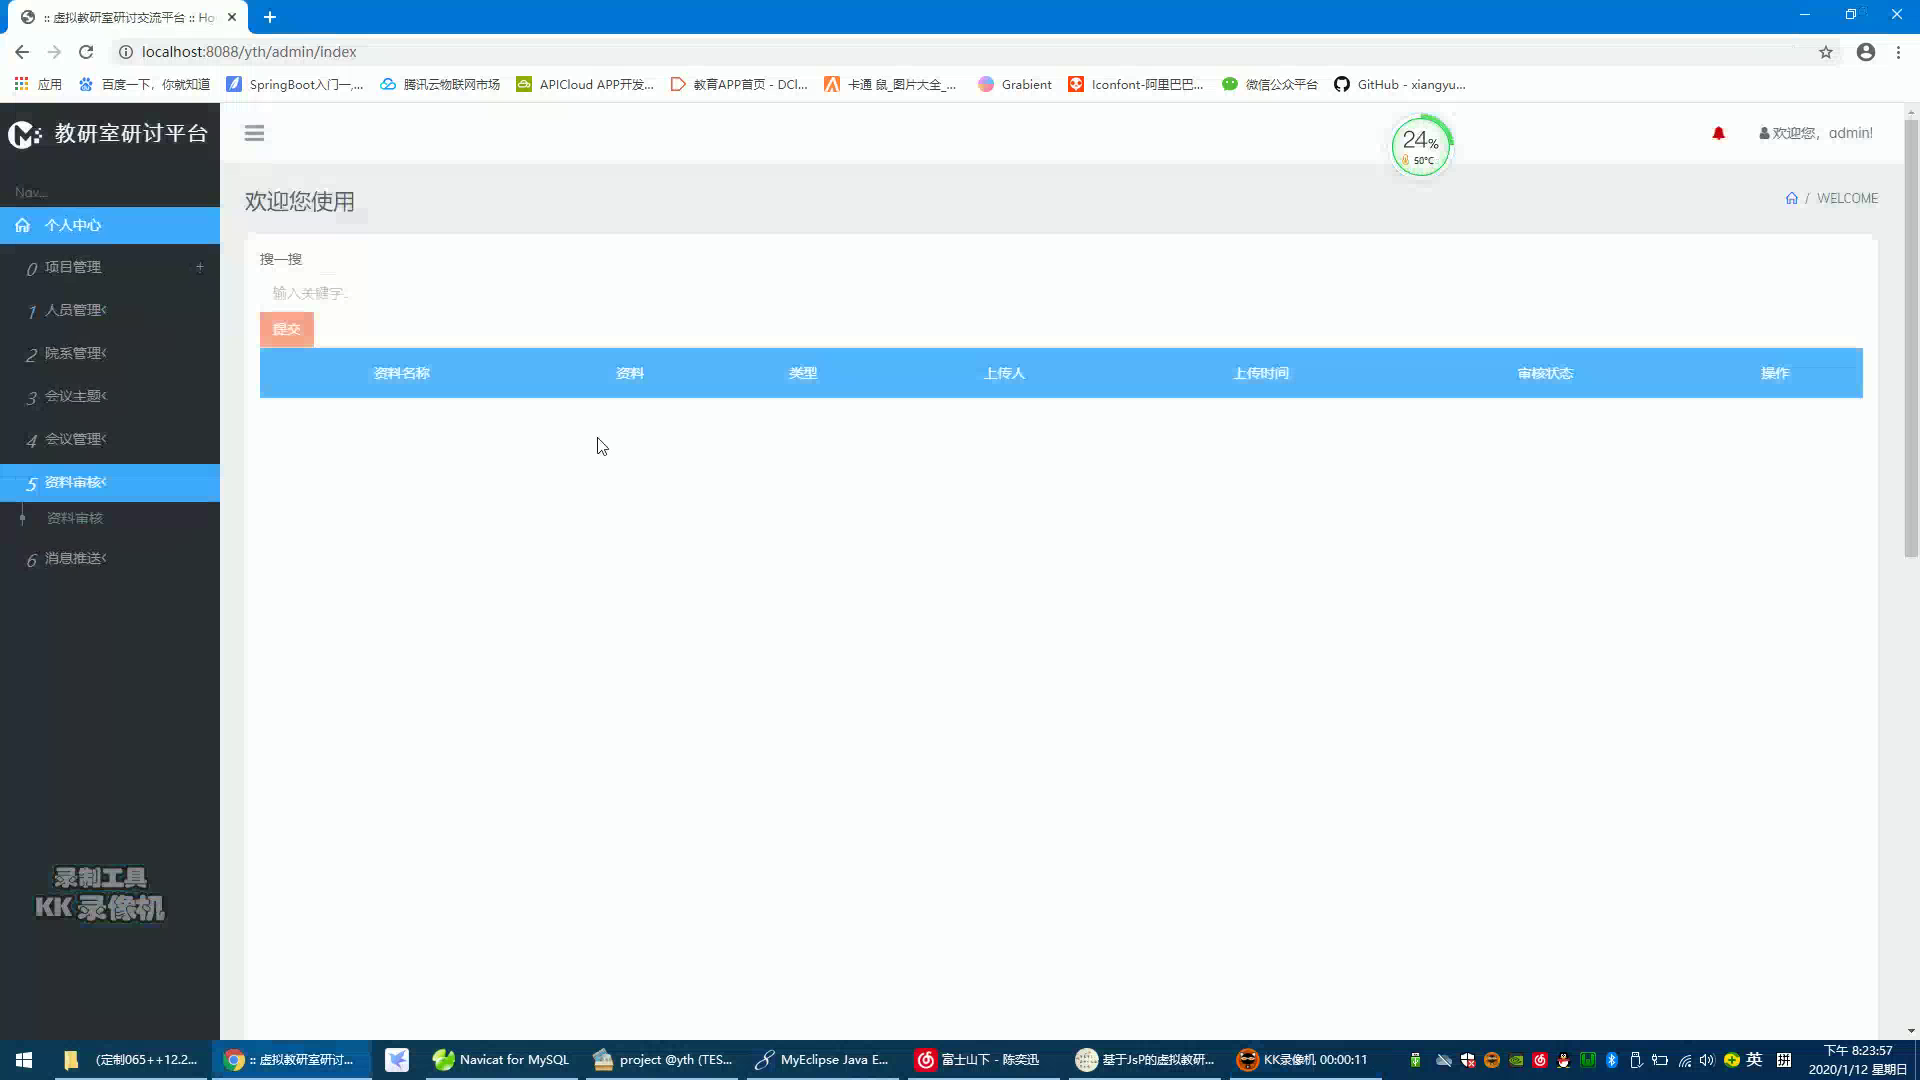 :: 虚拟教研室研讨交流平台 :: Ho
localhost:8088/yth/admin/index
应用 百度一下，你就知道 SpringBoot入门一,... 腾讯云物联网市场 APICloud APP开发... 教育APP首页 - DCl... 卡通 鼠_图片大全_... Grabient Iconfont-阿里巴巴... 微信公众平台 GitHub - xiangyu...
教研室研讨平台
24%
50℃
欢迎您，admin!
Nav...
欢迎您使用
/ WELCOME
个人中心
0 项目管理 +
1 人员管理
2 院系管理
3 会议主题
4 会议管理
5 资料审核
资料审核
6 消息推送
搜一搜
输入关键字..
提交
资料名称 资料 类型 上传人 上传时间 审核状态 操作
录制工具
KK 录像机
(定制065++12.2... :: 虚拟教研室研讨... Navicat for MySQL project @yth (TES... MyEclipse Java E... 富士山下 - 陈奕迅 基于JsP的虚拟教研... KK录像机 00:00:11 英 拼
下午 8:23:57
2020/1/12 星期日